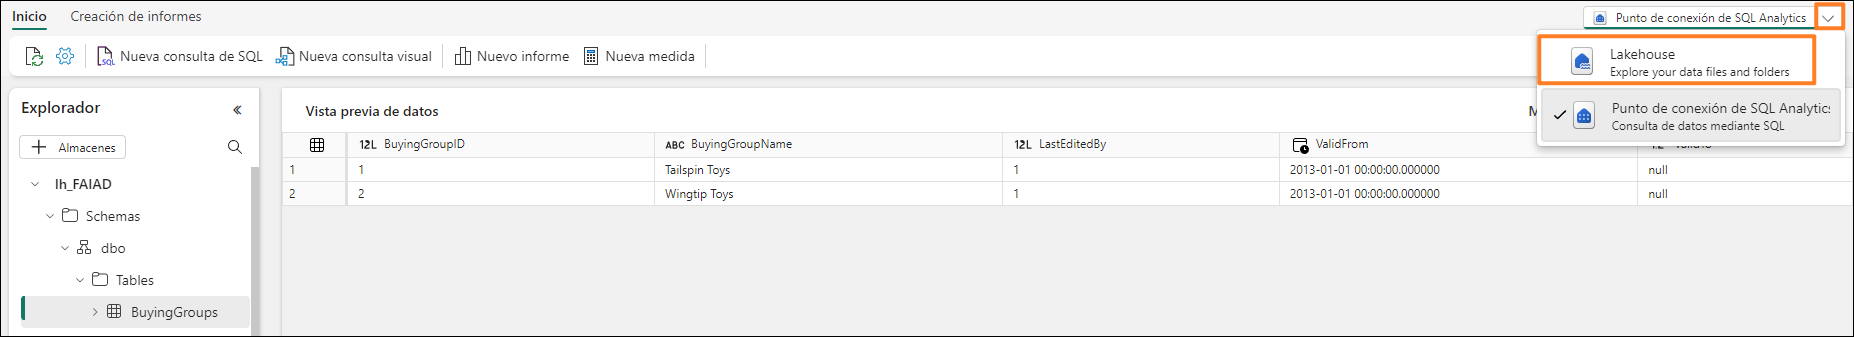 Inicio
Creación de informes
Punto de conexión de SQL Analytics
SQL
Nueva consulta de SQL
Nueva consulta visual
Nuevo informe
Nueva medida
Lakehouse
Explore your data files and folders
Punto de conexión de SQL Analytics
Consulta de datos mediante SQL
Explorador
Almacenes
lh_FAIAD
Schemas
dbo
Tables
BuyingGroups
Vista previa de datos
12L BuyingGroupID ABC BuyingGroupName 12L LastEditedBy ValidFrom
1 1 Tailspin Toys 1 2013-01-01 00:00:00.000000 null
2 2 Wingtip Toys 1 2013-01-01 00:00:00.000000 null